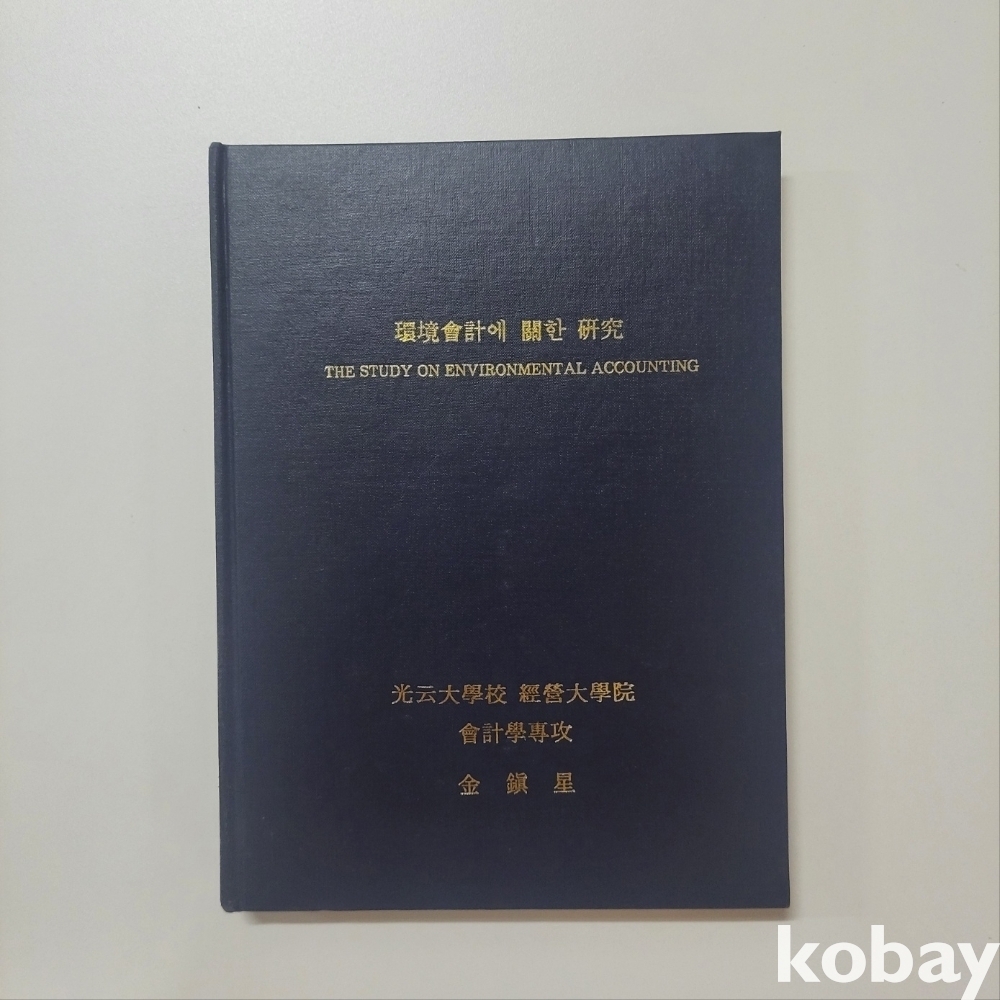 環境會計에 關한 研究
THE STUDY ON ENVIRONMENTAL ACCOUNTING
光云大學校 經營大學院
會計學專攻
金 鎭 星
kobay